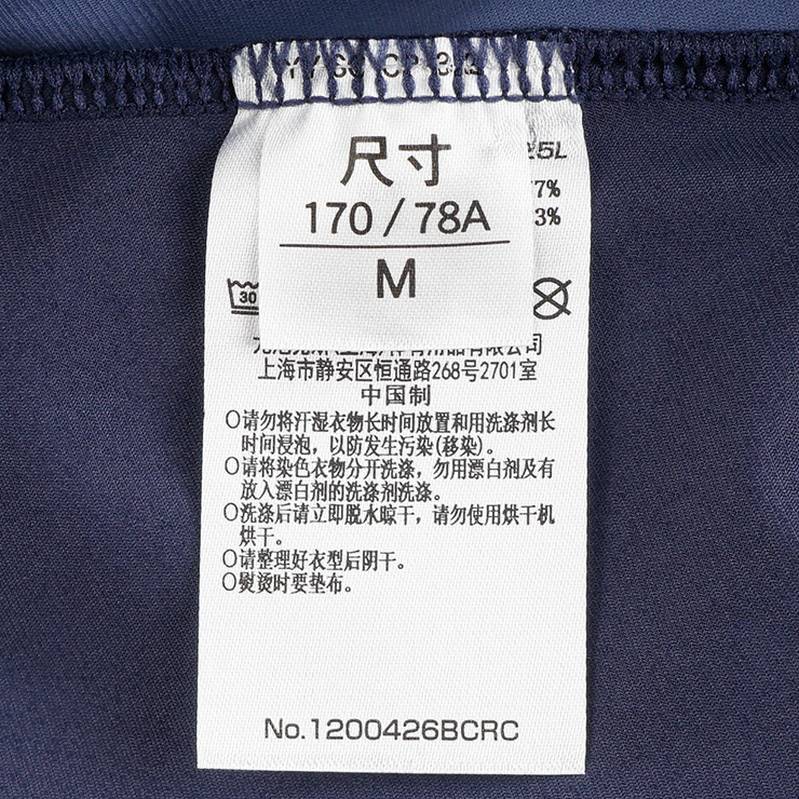 尺寸
170 / 78A
M
25L
7%
3%
30
上海市静安区恒通路268号2701室
中国制
○请勿将汗湿衣物长时间放置和用洗涤剂长
时间浸泡，以防发生污染(移染)。
○请将染色衣物分开洗涤，勿用漂白剂及有
放入漂白剂的洗涤剂洗涤。
○洗涤后请立即脱水晾干，请勿使用烘干机
烘干。
○请整理好衣型后阴干。
○熨烫时要垫布。
No.1200426BCRC